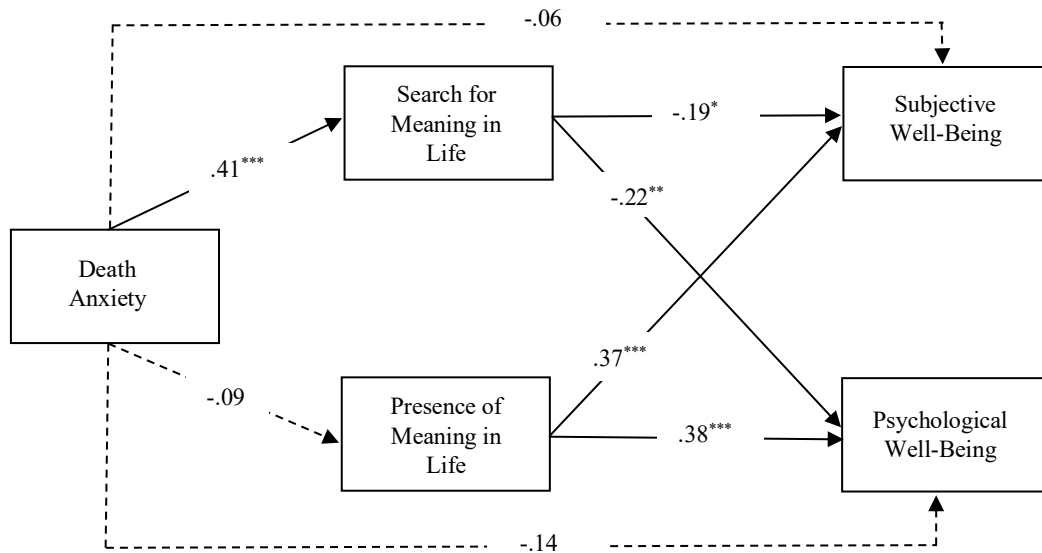 -.06
Search for
Meaning in
Life
-.19*
Subjective
Well-Being
.41***
-.22**
Death
Anxiety
.37***
-.09
Presence of
Meaning in
Life
.38***
Psychological
Well-Being
-.14